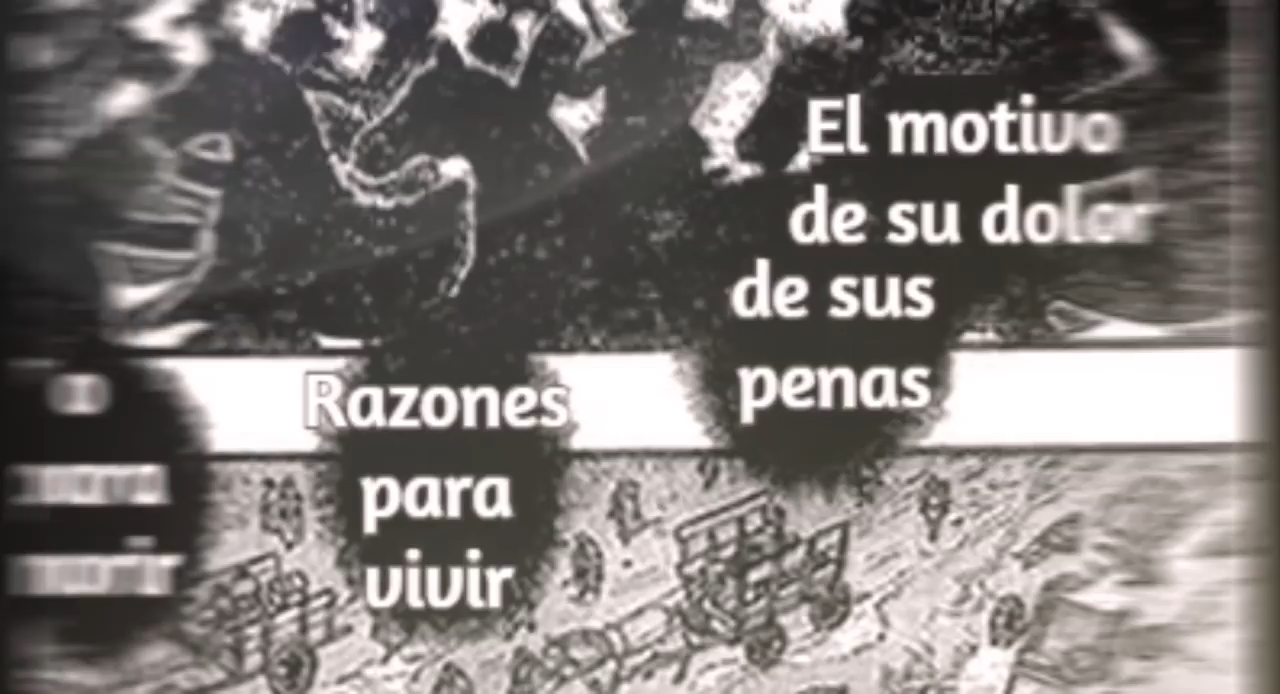 El motivo
de su dolor
de sus
penas
Razones
para
vivir